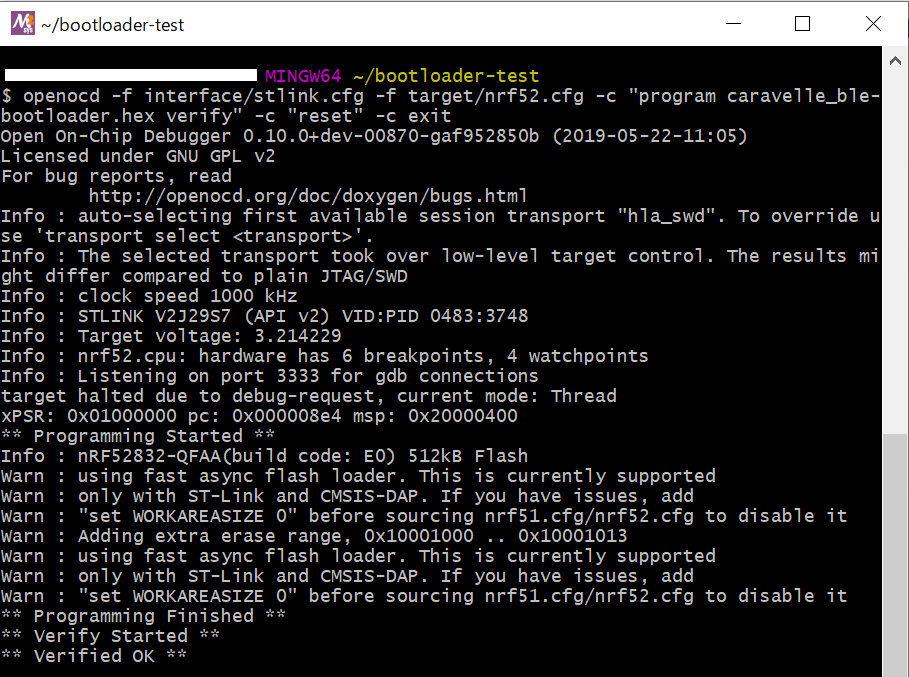 ~/bootloader-test
MINGW64 ~/bootloader-test
$ openocd -f interface/stlink.cfg -f target/nrf52.cfg -c "program caravelle_ble-
bootloader.hex verify" -c "reset" -c exit
Open On-Chip Debugger 0.10.0+dev-00870-gaf952850b (2019-05-22-11:05)
Licensed under GNU GPL v2
For bug reports, read
        http://openocd.org/doc/doxygen/bugs.html
Info : auto-selecting first available session transport "hla_swd". To override u
se 'transport select <transport>'.
Info : The selected transport took over low-level target control. The results mi
ght differ compared to plain JTAG/SWD
Info : clock speed 1000 kHz
Info : STLINK V2J29S7 (API v2) VID:PID 0483:3748
Info : Target voltage: 3.214229
Info : nrf52.cpu: hardware has 6 breakpoints, 4 watchpoints
Info : Listening on port 3333 for gdb connections
target halted due to debug-request, current mode: Thread
xPSR: 0x01000000 pc: 0x000008e4 msp: 0x20000400
** Programming Started **
Info : nRF52832-QFAA(build code: E0) 512kB Flash
Warn : using fast async flash loader. This is currently supported
Warn : only with ST-Link and CMSIS-DAP. If you have issues, add
Warn : "set WORKAREASIZE 0" before sourcing nrf51.cfg/nrf52.cfg to disable it
Warn : Adding extra erase range, 0x10001000 .. 0x10001013
Warn : using fast async flash loader. This is currently supported
Warn : only with ST-Link and CMSIS-DAP. If you have issues, add
Warn : "set WORKAREASIZE 0" before sourcing nrf51.cfg/nrf52.cfg to disable it
** Programming Finished **
** Verify Started **
** Verified OK **